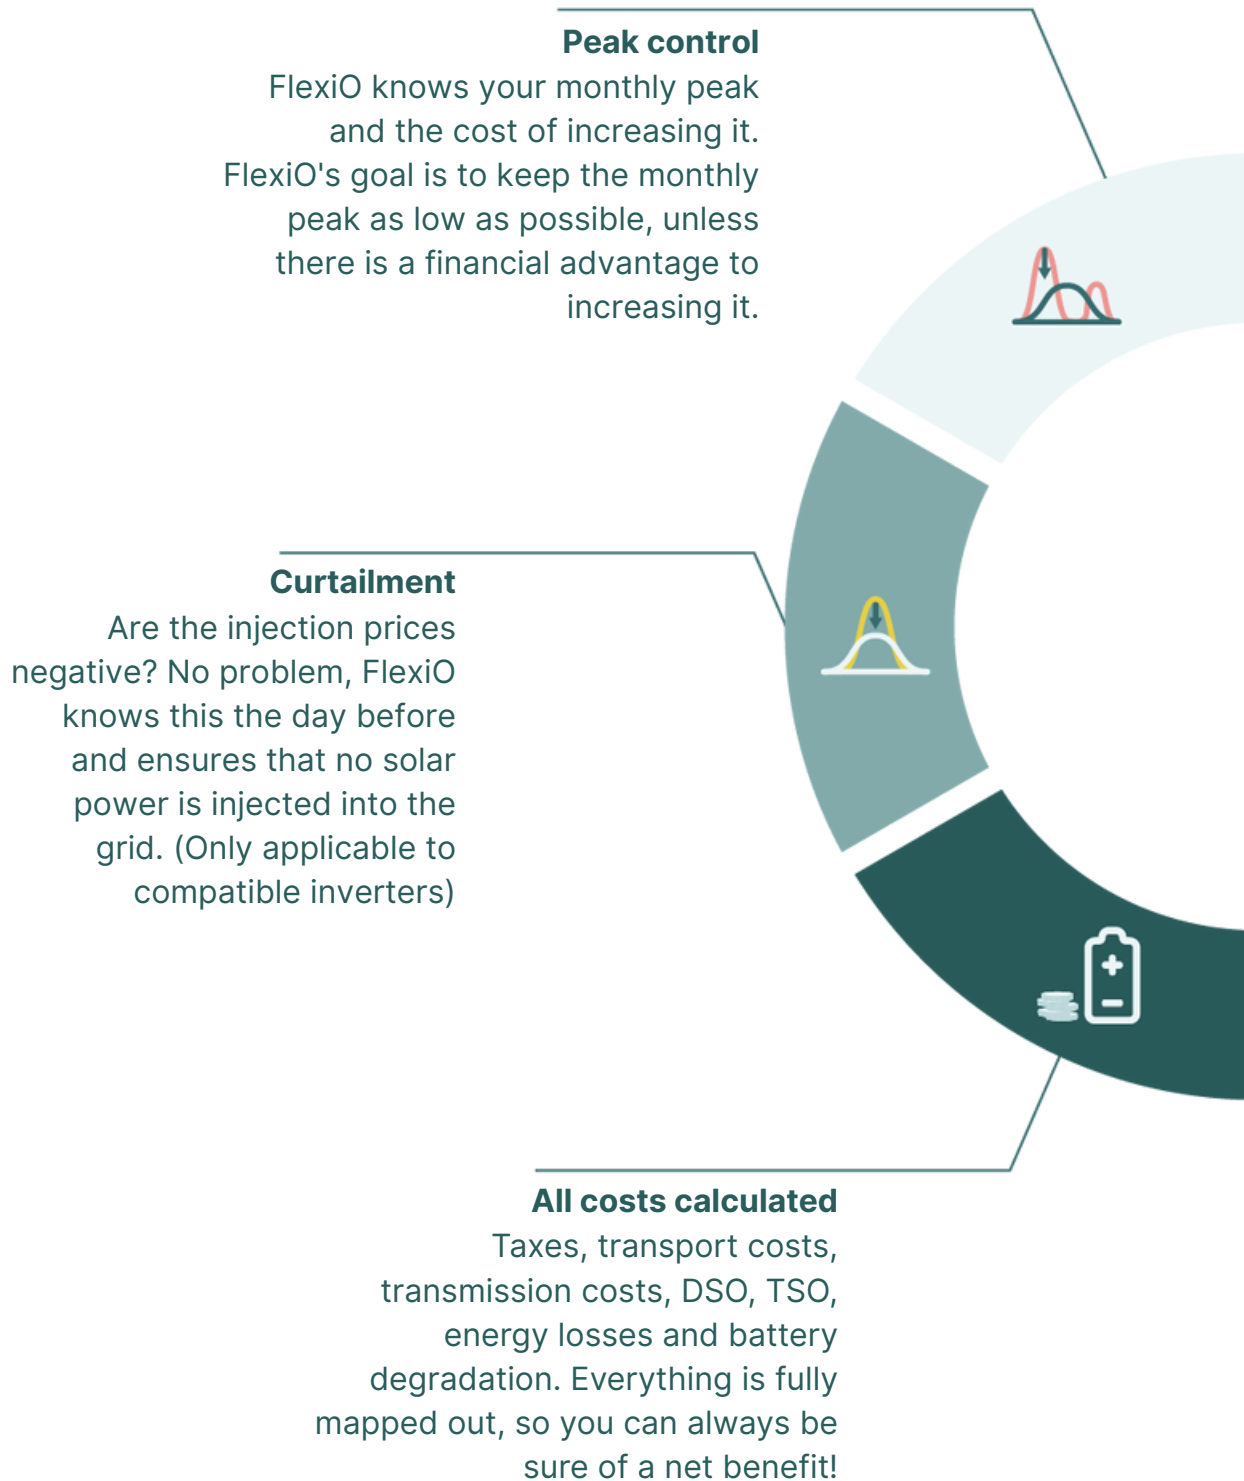 Peak control
FlexiO knows your monthly peak
and the cost of increasing it.
FlexiO's goal is to keep the monthly
peak as low as possible, unless
there is a financial advantage to
increasing it.
Curtailment
Are the injection prices
negative? No problem, FlexiO
knows this the day before
and ensures that no solar
power is injected into the
grid. (Only applicable to
compatible inverters)
All costs calculated
Taxes, transport costs,
transmission costs, DSO, TSO,
energy losses and battery
degradation. Everything is fully
mapped out, so you can always be
sure of a net benefit!